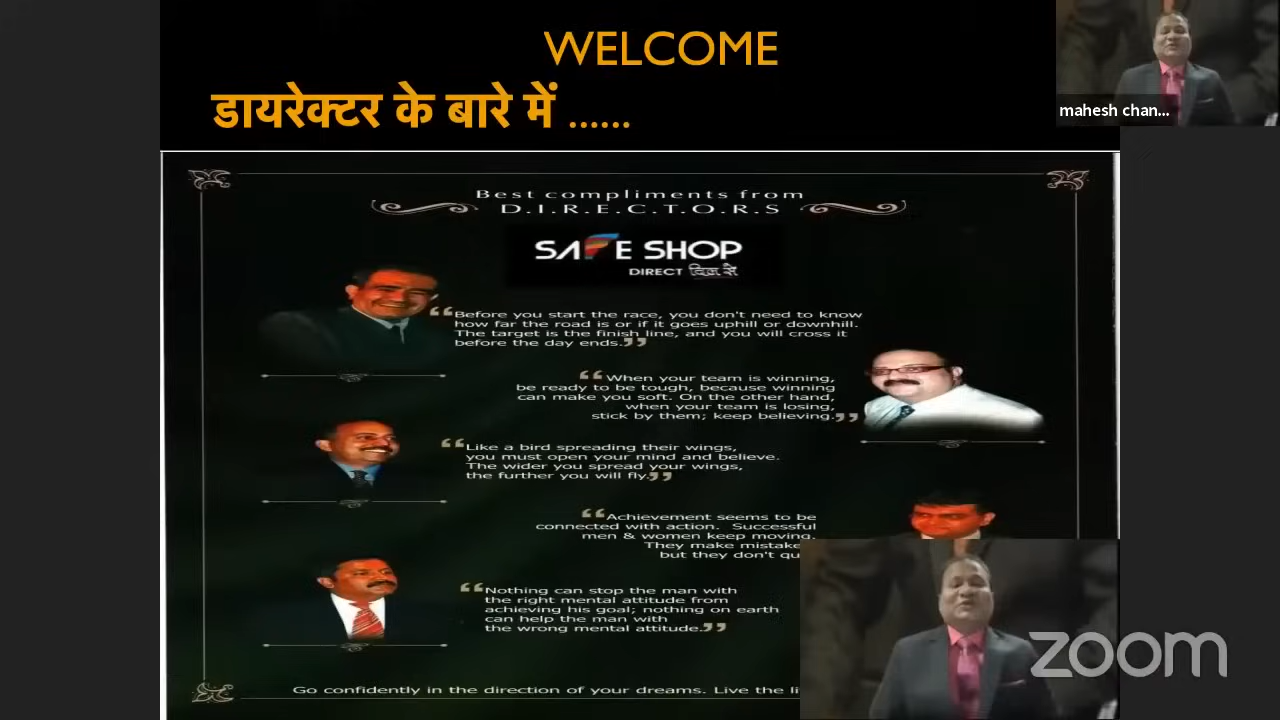 WELCOME
डायरेक्टर के बारे में ......
mahesh chan...
Best compliments from
D.I.R.E.C.T.O.R.S
SAFE SHOP
DIRECT दिल से
“Before you start the race, you don't need to know
how far the road is or if it goes uphill or downhill.
The target is the finish line, and you will cross it
before the day ends.”
“When your team is winning,
be ready to be tough, because winning
can make you soft. On the other hand,
when your team is losing,
stick by them; keep believing.”
“Like a bird spreading their wings,
you must open your mind and believe.
The wider you spread your wings,
the further you will fly.”
“Achievement seems to be
connected with action. Successful
men & women keep moving.
They make mistake
but they don't qu
“Nothing can stop the man with
the right mental attitude from
achieving his goal; nothing on earth
can help the man with
the wrong mental attitude.”
Go confidently in the direction of your dreams. Live the li
zoom